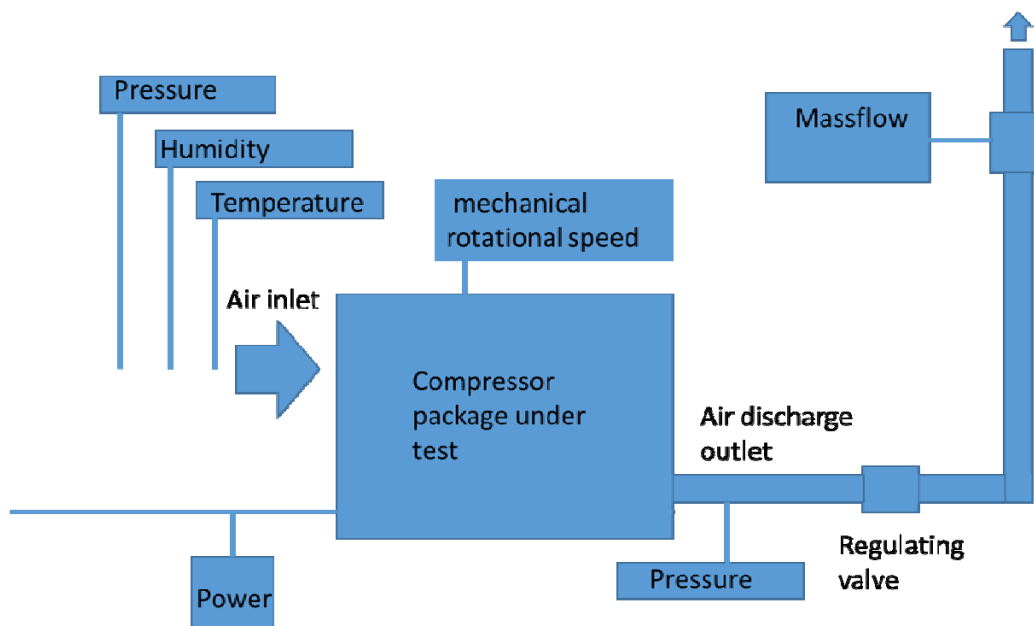 Pressure
Humidity
Temperature
Massflow
mechanical
rotational speed
Air inlet
Compressor
package under
test
Air discharge
outlet
Regulating
valve
Pressure
Power